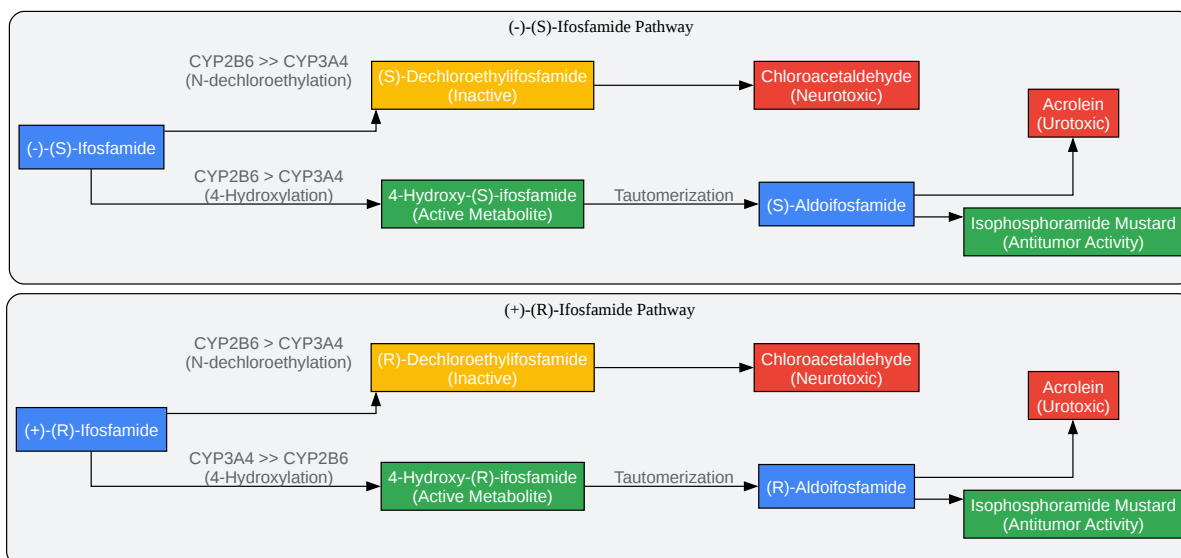 (-)-(S)-Ifosfamide Pathway
CYP2B6 >> CYP3A4
(N-dechloroethylation)
(S)-Dechloroethylifosfamide
(Inactive)
Chloroacetaldehyde
(Neurotoxic)
Acrolein
(Urotoxic)
(-)-(S)-Ifosfamide
CYP2B6 > CYP3A4
(4-Hydroxylation)
4-Hydroxy-(S)-ifosfamide
(Active Metabolite)
Tautomerization
(S)-Aldoifosfamide
Isophosphoramide Mustard
(Antitumor Activity)
(+)-(R)-Ifosfamide Pathway
CYP2B6 > CYP3A4
(N-dechloroethylation)
(R)-Dechloroethylifosfamide
(Inactive)
Chloroacetaldehyde
(Neurotoxic)
Acrolein
(Urotoxic)
(+)-(R)-Ifosfamide
CYP3A4 >> CYP2B6
(4-Hydroxylation)
4-Hydroxy-(R)-ifosfamide
(Active Metabolite)
Tautomerization
(R)-Aldoifosfamide
Isophosphoramide Mustard
(Antitumor Activity)